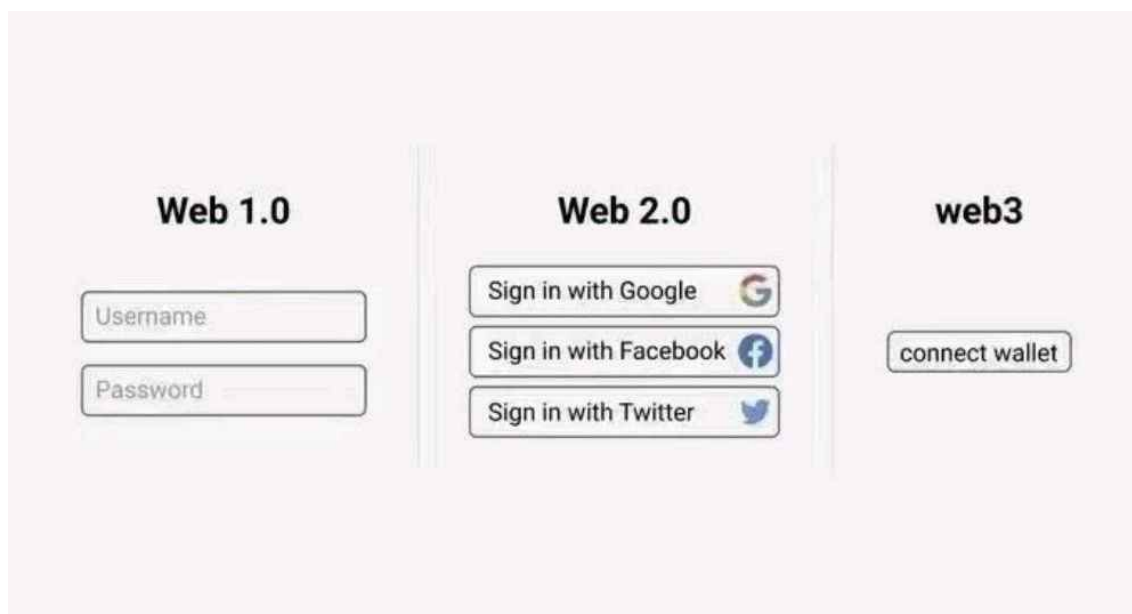 Web 1.0
Username
Password
Web 2.0
Sign in with Google
Sign in with Facebook
Sign in with Twitter
web3
connect wallet